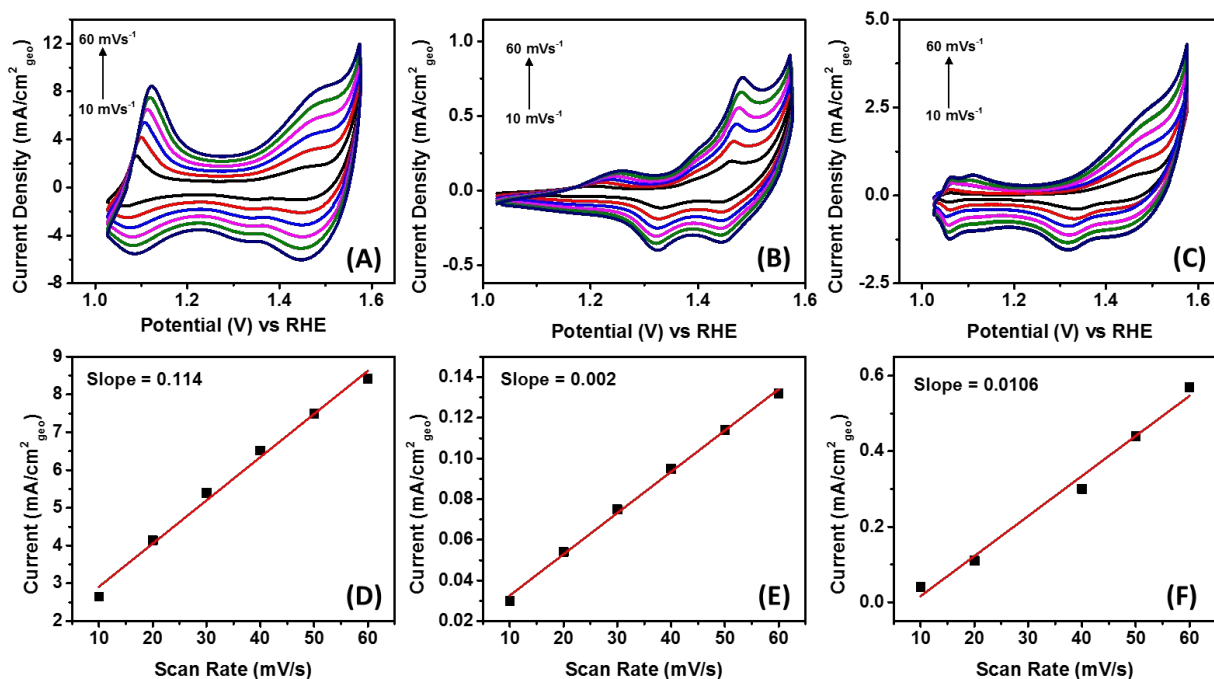 60 mVs⁻¹
10 mVs⁻¹
(A)
12
8
4
0
-4
-8
1.0
1.2
1.4
1.6
Current Density (mA/cm²geo)
Potential (V) vs RHE
60 mVs⁻¹
10 mVs⁻¹
(B)
1.0
0.5
0.0
-0.5
1.0
1.2
1.4
1.6
Current Density (mA/cm²geo)
Potential (V) vs RHE
60 mVs⁻¹
10 mVs⁻¹
(C)
5.0
2.5
0.0
-2.5
1.0
1.2
1.4
1.6
Current Density (mA/cm²geo)
Potential (V) vs RHE
Slope = 0.114
(D)
9
8
7
6
5
4
3
2
10
20
30
40
50
60
Current (mA/cm²geo)
Scan Rate (mV/s)
Slope = 0.002
(E)
0.14
0.12
0.10
0.08
0.06
0.04
0.02
10
20
30
40
50
60
Current (mA/cm²geo)
Scan Rate (mV/s)
Slope = 0.0106
(F)
0.6
0.4
0.2
0.0
10
20
30
40
50
60
Current (mA/cm²geo)
Scan Rate (mV/s)